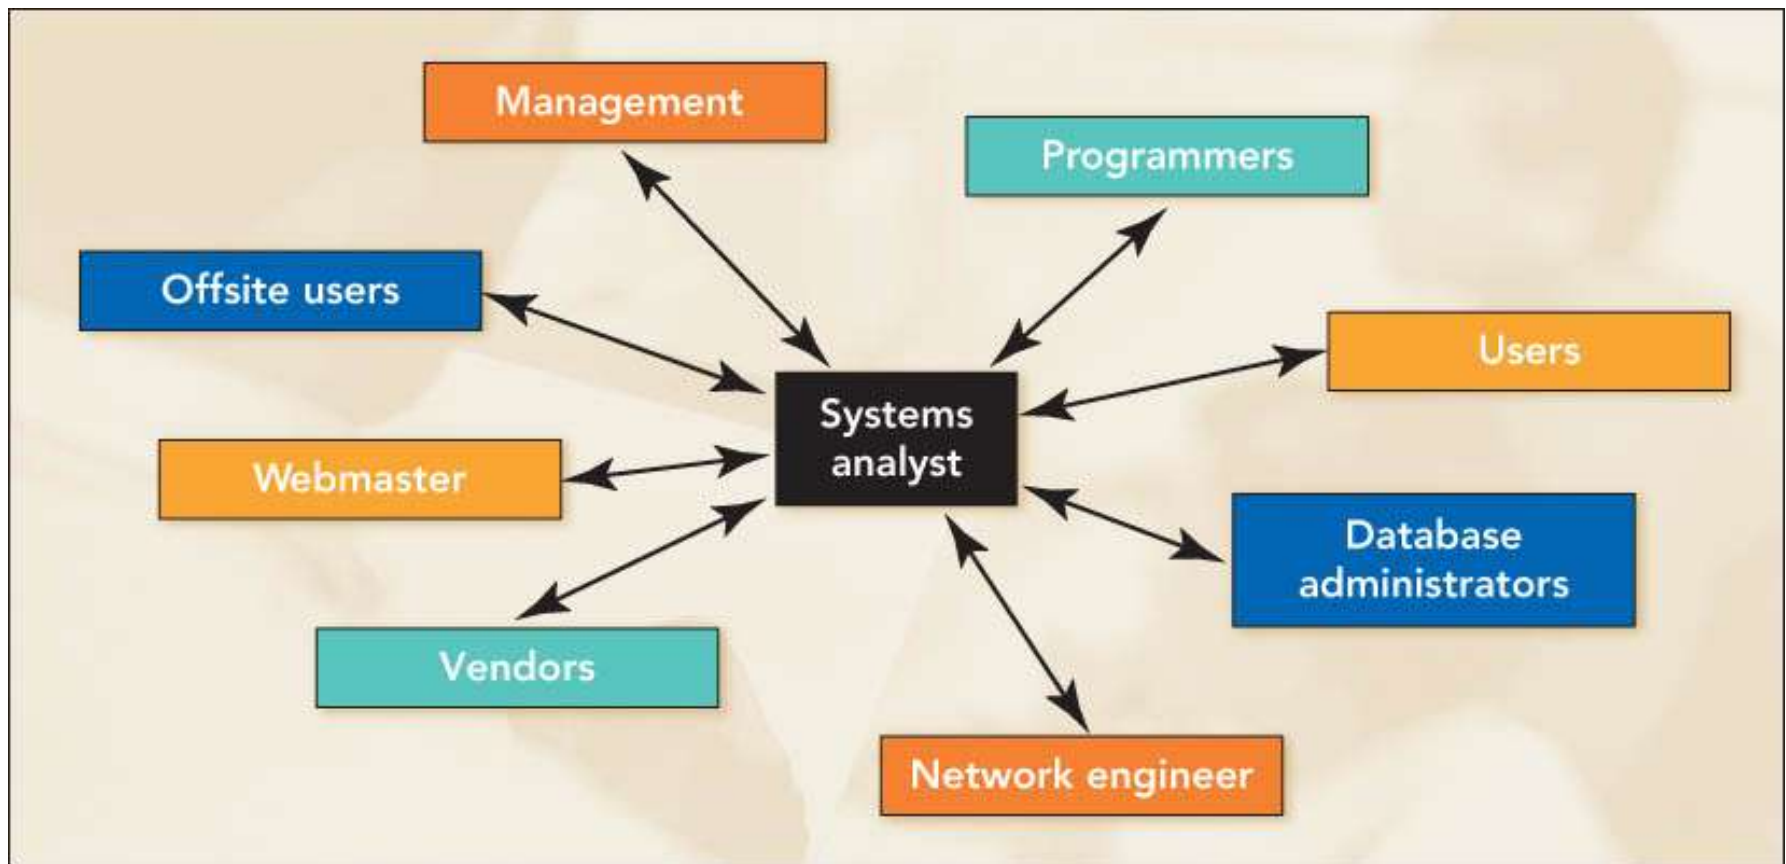 Management
Programmers
Offsite users
Users
Systems
analyst
Webmaster
Database
administrators
Vendors
Network engineer